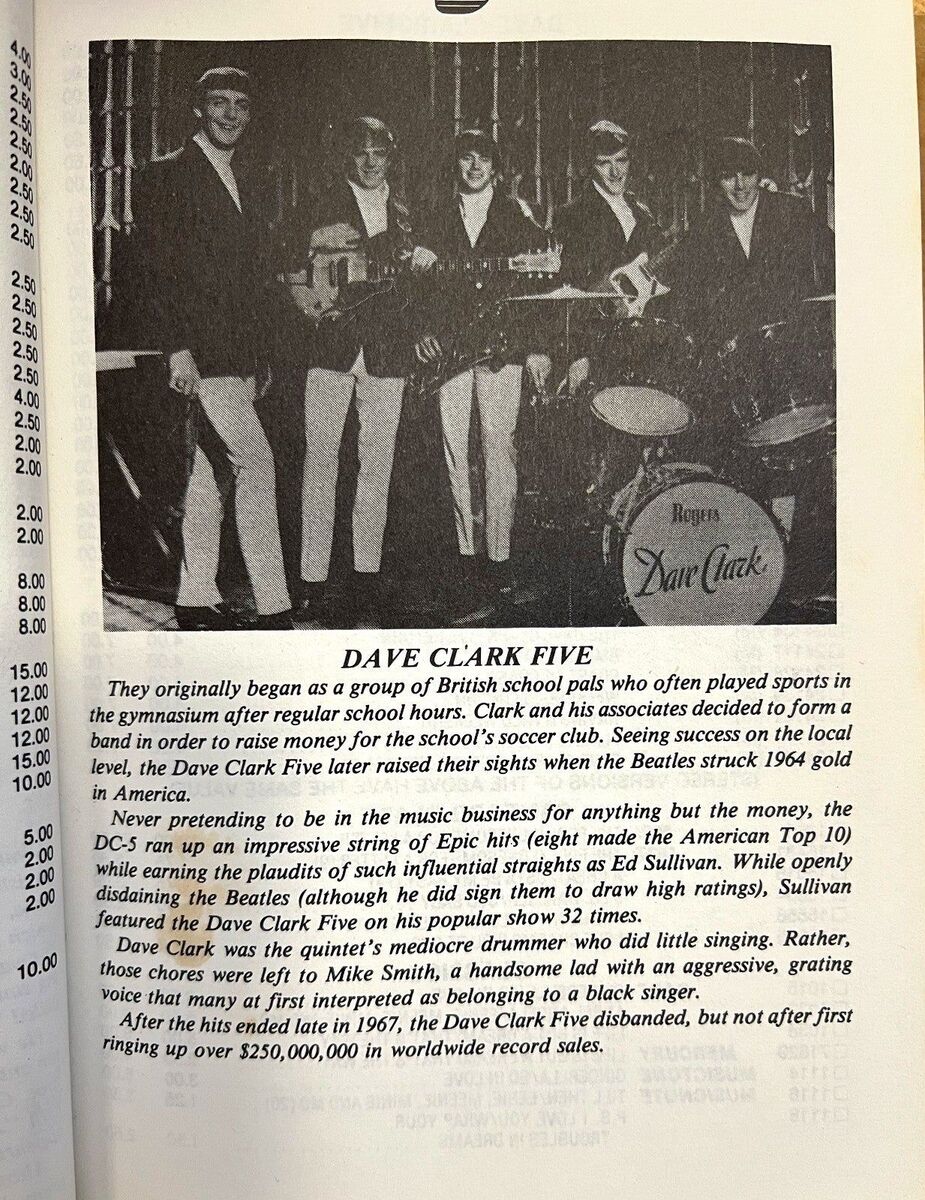 4.00
3.00
2.50
2.50
2.50
2.00
2.50
2.50
2.50
2.50
2.50
2.50
2.50
2.50
4.00
2.50
2.00
2.00
2.00
2.00
8.00
8.00
8.00
15.00
12.00
12.00
12.00
15.00
10.00
5.00
2.00
2.00
2.00
10.00
Rogers
Dave Clark
DAVE CLARK FIVE
They originally began as a group of British school pals who often played sports in
the gymnasium after regular school hours. Clark and his associates decided to form a
band in order to raise money for the school's soccer club. Seeing success on the local
level, the Dave Clark Five later raised their sights when the Beatles struck 1964 gold
in America.
Never pretending to be in the music business for anything but the money, the
DC-5 ran up an impressive string of Epic hits (eight made the American Top 10)
while earning the plaudits of such influential straights as Ed Sullivan. While openly
disdaining the Beatles (although he did sign them to draw high ratings), Sullivan
featured the Dave Clark Five on his popular show 32 times.
Dave Clark was the quintet's mediocre drummer who did little singing. Rather,
those chores were left to Mike Smith, a handsome lad with an aggressive, grating
voice that many at first interpreted as belonging to a black singer.
After the hits ended late in 1967, the Dave Clark Five disbanded, but not after first
ringing up over $250,000,000 in worldwide record sales.